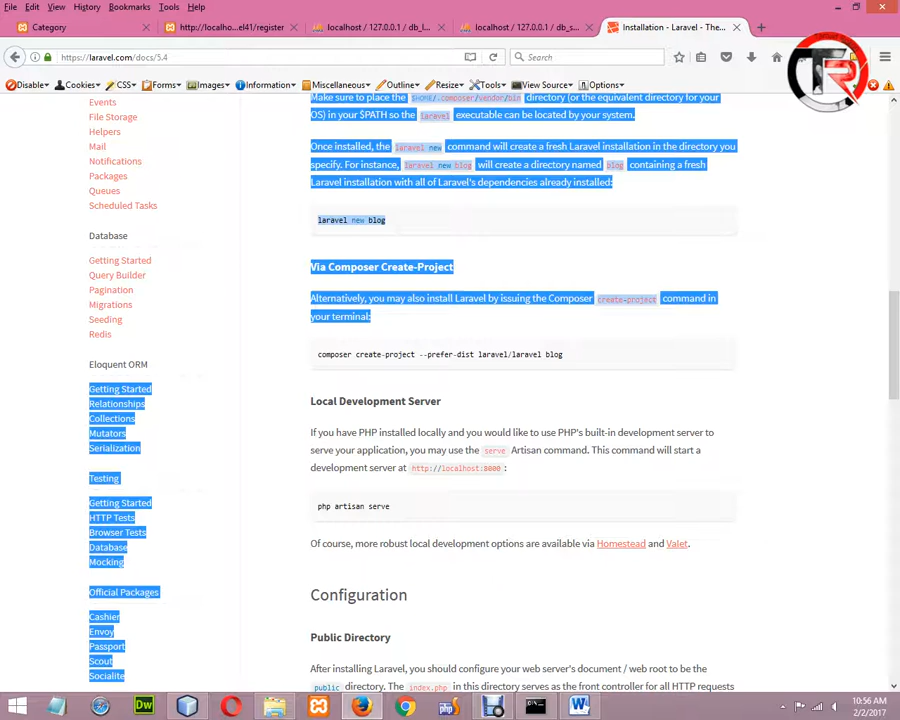 File Edit View History Bookmarks Tools Help
Category
http://localho...el41/register
localhost / 127.0.0.1 / db_l...
localhost / 127.0.0.1 / db_s...
Installation - Laravel - The...
https://laravel.com/docs/5.4
Search
Disable Cookies CSS Forms Images Information Miscellaneous Outline Resize Tools View Source Options
TR
Events
File Storage
Helpers
Mail
Notifications
Packages
Queues
Scheduled Tasks
Database
Getting Started
Query Builder
Pagination
Migrations
Seeding
Redis
Eloquent ORM
Getting Started
Relationships
Collections
Mutators
Serialization
Testing
Getting Started
HTTP Tests
Browser Tests
Database
Mocking
Official Packages
Cashier
Envoy
Passport
Scout
Socialite
Make sure to place the $HOME/.composer/vendor/bin directory (or the equivalent directory for your
OS) in your $PATH so the laravel executable can be located by your system.
Once installed, the laravel new command will create a fresh Laravel installation in the directory you
specify. For instance, laravel new blog will create a directory named blog containing a fresh
Laravel installation with all of Laravel's dependencies already installed:
laravel new blog
Via Composer Create-Project
Alternatively, you may also install Laravel by issuing the Composer create-project command in
your terminal:
composer create-project --prefer-dist laravel/laravel blog
Local Development Server
If you have PHP installed locally and you would like to use PHP's built-in development server to
serve your application, you may use the serve Artisan command. This command will start a
development server at http://localhost:8000 :
php artisan serve
Of course, more robust local development options are available via Homestead and Valet.
Configuration
Public Directory
After installing Laravel, you should configure your web server's document / web root to be the
public directory. The index.php in this directory serves as the front controller for all HTTP requests
Dw
php
10:56 AM
2/2/2017